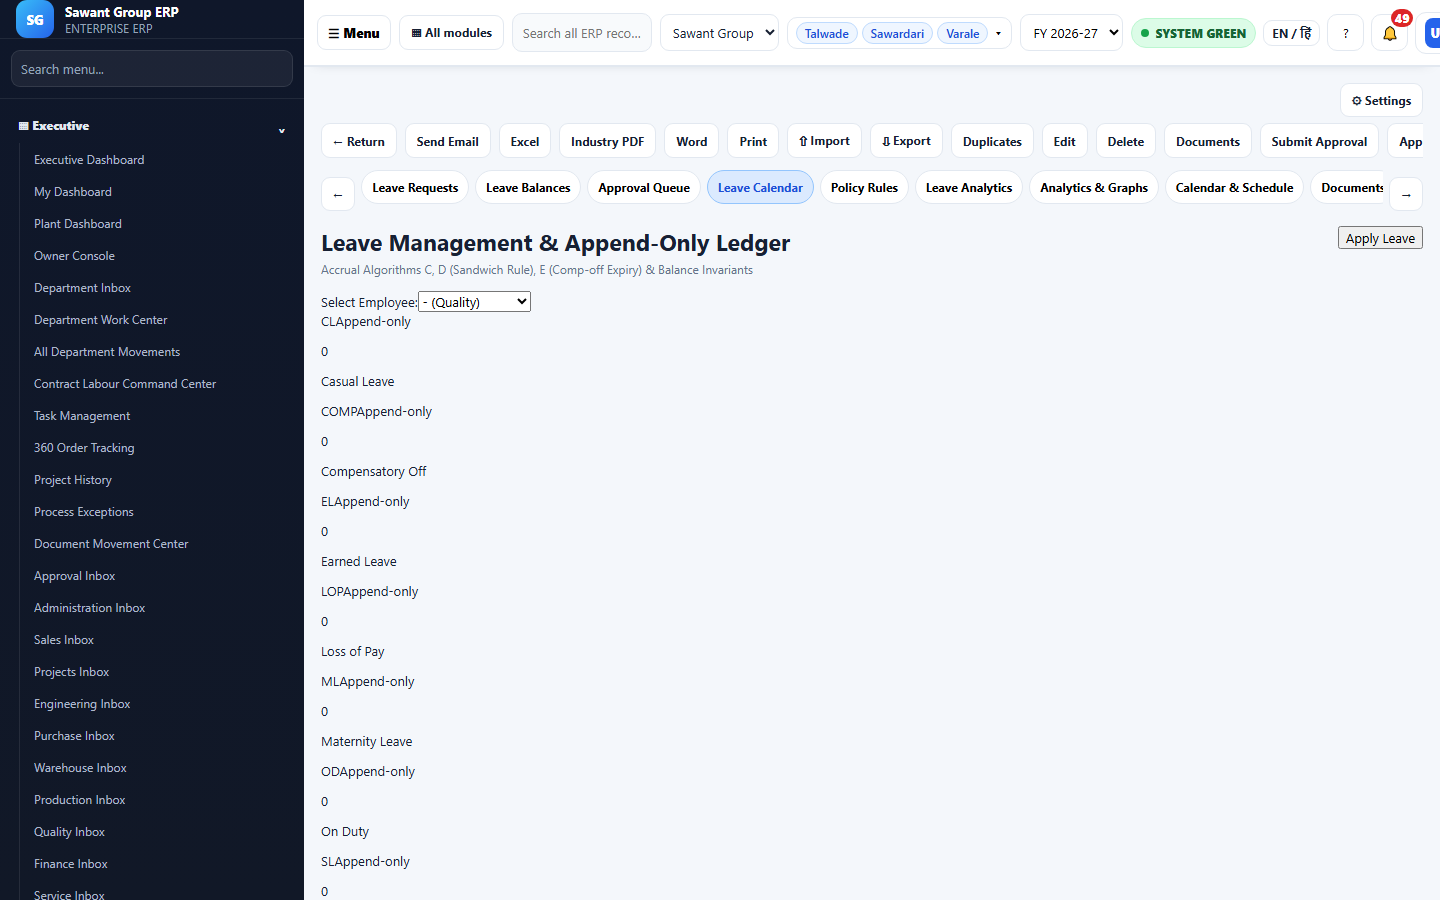 SG Sawant Group ERP
ENTERPRISE ERP
Search menu...
Executive
Executive Dashboard
My Dashboard
Plant Dashboard
Owner Console
Department Inbox
Department Work Center
All Department Movements
Contract Labour Command Center
Task Management
360 Order Tracking
Project History
Process Exceptions
Document Movement Center
Approval Inbox
Administration Inbox
Sales Inbox
Projects Inbox
Engineering Inbox
Purchase Inbox
Warehouse Inbox
Production Inbox
Quality Inbox
Finance Inbox
Service Inbox
☰ Menu All modules Search all ERP reco... Sawant Group Talwade Sawardari Varale FY 2026-27 SYSTEM GREEN EN / हिं ? 49 U
⚙ Settings
← Return Send Email Excel Industry PDF Word Print ⇧ Import ⇩ Export Duplicates Edit Delete Documents Submit Approval App
← Leave Requests Leave Balances Approval Queue Leave Calendar Policy Rules Leave Analytics Analytics & Graphs Calendar & Schedule Documents →
Leave Management & Append-Only Ledger
Apply Leave
Accrual Algorithms C, D (Sandwich Rule), E (Comp-off Expiry) & Balance Invariants
Select Employee: - (Quality)
CLAppend-only
0
Casual Leave
COMPAppend-only
0
Compensatory Off
ELAppend-only
0
Earned Leave
LOPAppend-only
0
Loss of Pay
MLAppend-only
0
Maternity Leave
ODAppend-only
0
On Duty
SLAppend-only
0